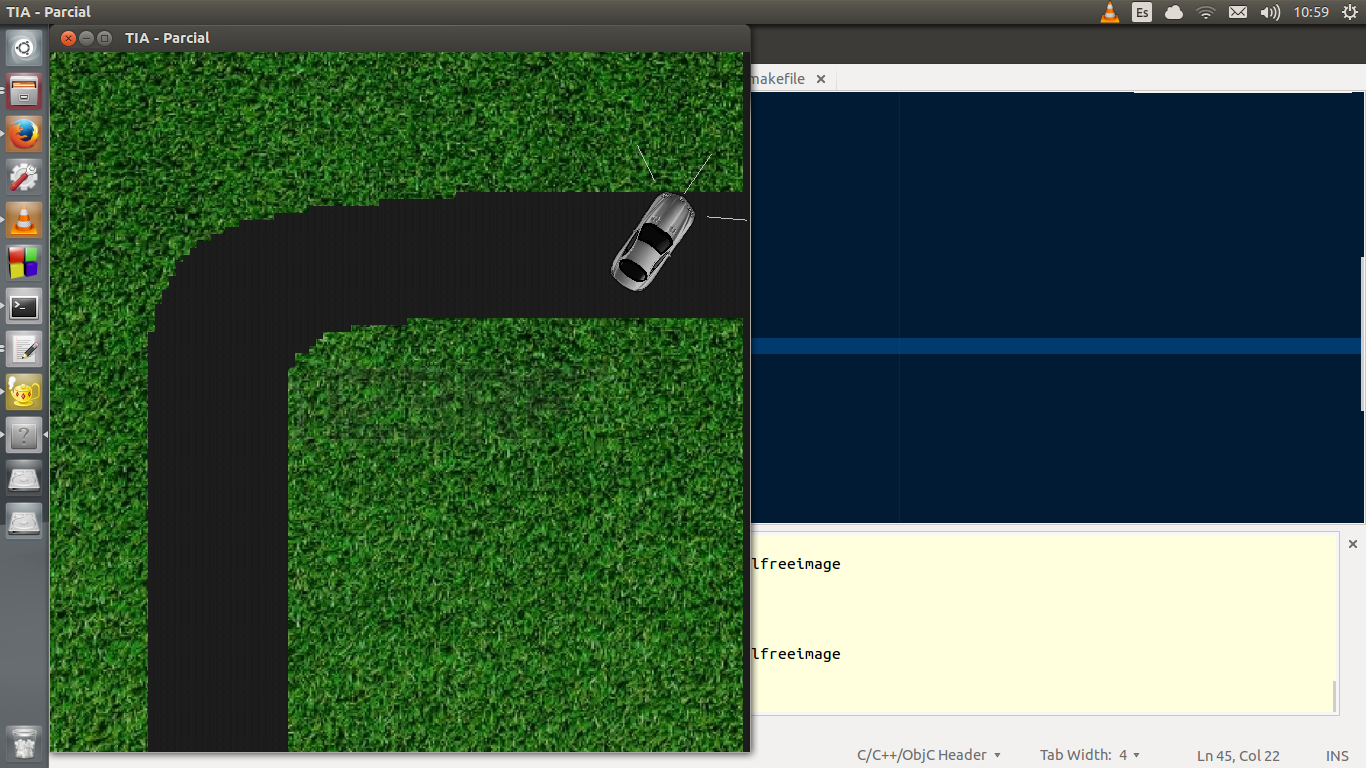 TIA - Parcial
Es
10:59
TIA - Parcial
makefile
lfreeimage
lfreeimage
C/C++/ObjC Header
Tab Width: 4
Ln 45, Col 22
INS